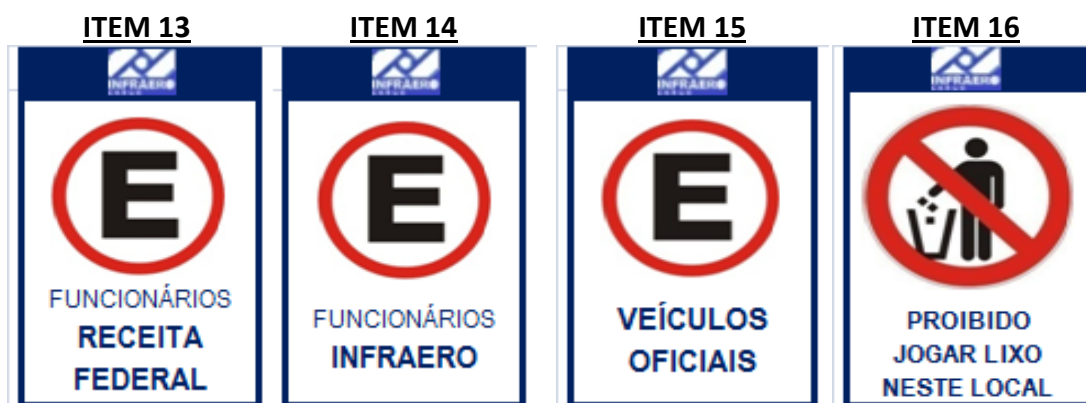 ITEM 13
INFRAERO
E
FUNCIONÁRIOS
RECEITA
FEDERAL
ITEM 14
INFRAERO
E
FUNCIONÁRIOS
INFRAERO
ITEM 15
INFRAERO
E
VEÍCULOS
OFICIAIS
ITEM 16
INFRAERO
PROIBIDO
JOGAR LIXO
NESTE LOCAL